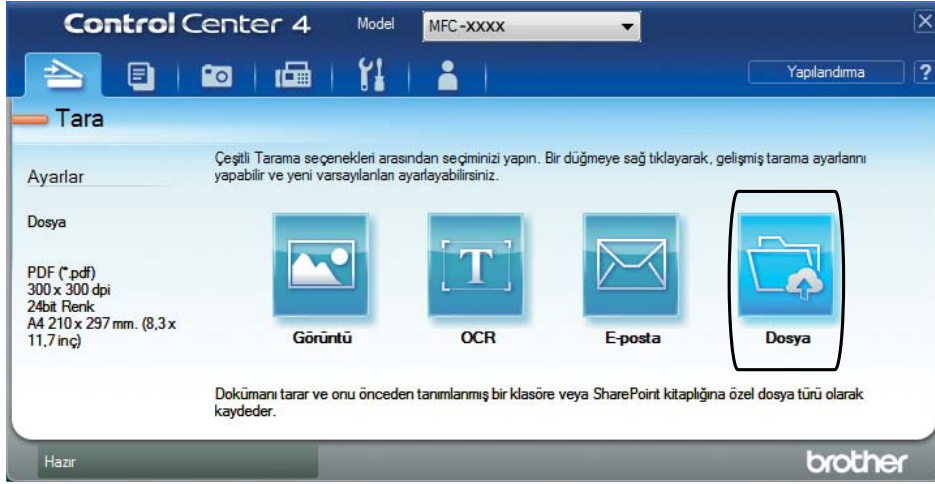 Control Center 4 Model MFC-XXXX
Yapılandırma ?
Tara
Ayarlar
Dosya
PDF (*.pdf)
300 x 300 dpi
24bit Renk
A4 210 x 297 mm. (8,3 x
11,7 inç)
Çeşitli Tarama seçenekleri arasından seçiminizi yapın. Bir düğmeye sağ tıklayarak, gelişmiş tarama ayarlarını
yapabilir ve yeni varsayılanları ayarlayabilirsiniz.
T
Görüntü OCR E-posta Dosya
Dokümanı tarar ve onu önceden tanımlanmış bir klasöre veya SharePoint kitaplığına özel dosya türü olarak
kaydeder.
Hazır brother